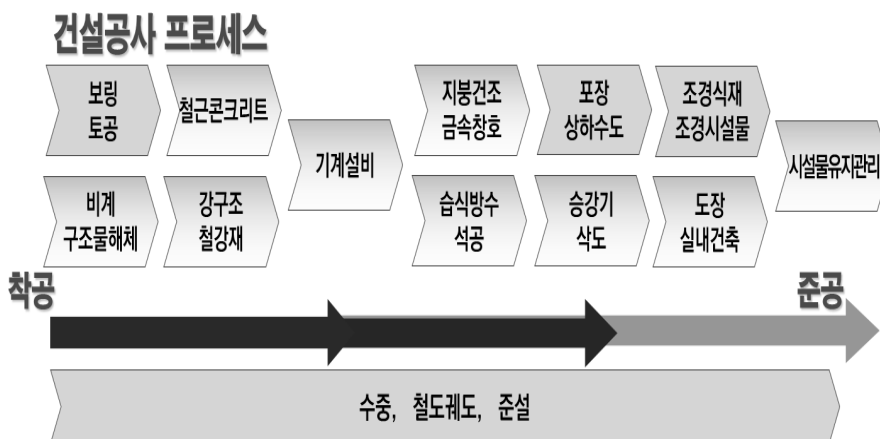 건설공사 프로세스
보링
토공
철근콘크리트
기계설비
지붕건조
금속창호
포장
상하수도
조경식재
조경시설물
시설물유지관리
비계
구조물해체
강구조
철강재
습식방수
석공
승강기
삭도
도장
실내건축
착공
준공
수중, 철도궤도, 준설